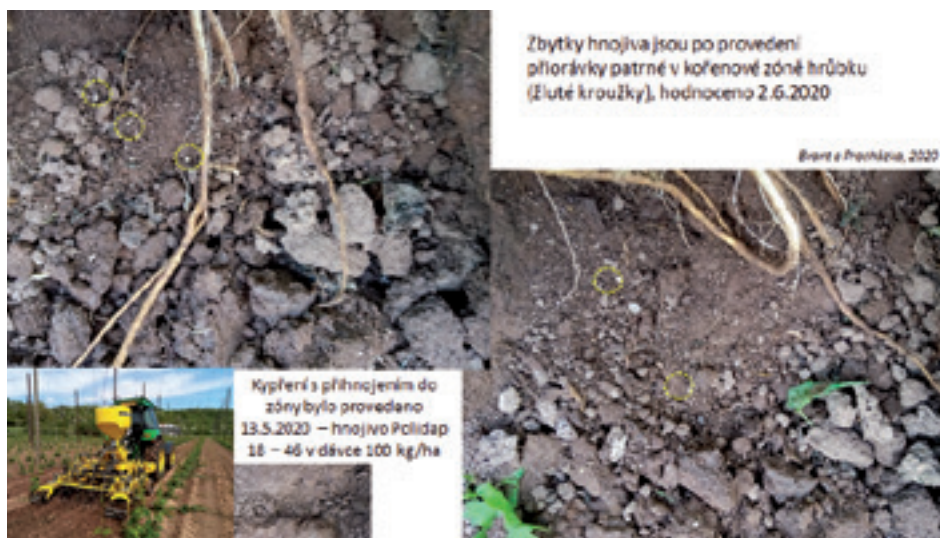 Zbytky hnojiva jsou po provedení
přiorávky patrné v kořenové zóně hrůbku
(žluté kroužky), hodnoceno 2.6.2020
Brant a Procházka, 2020
Kypření s přihnojením do
zóny bylo provedeno
13.5.2020 – hnojivo Polidap
18 – 46 v dávce 100 kg/ha